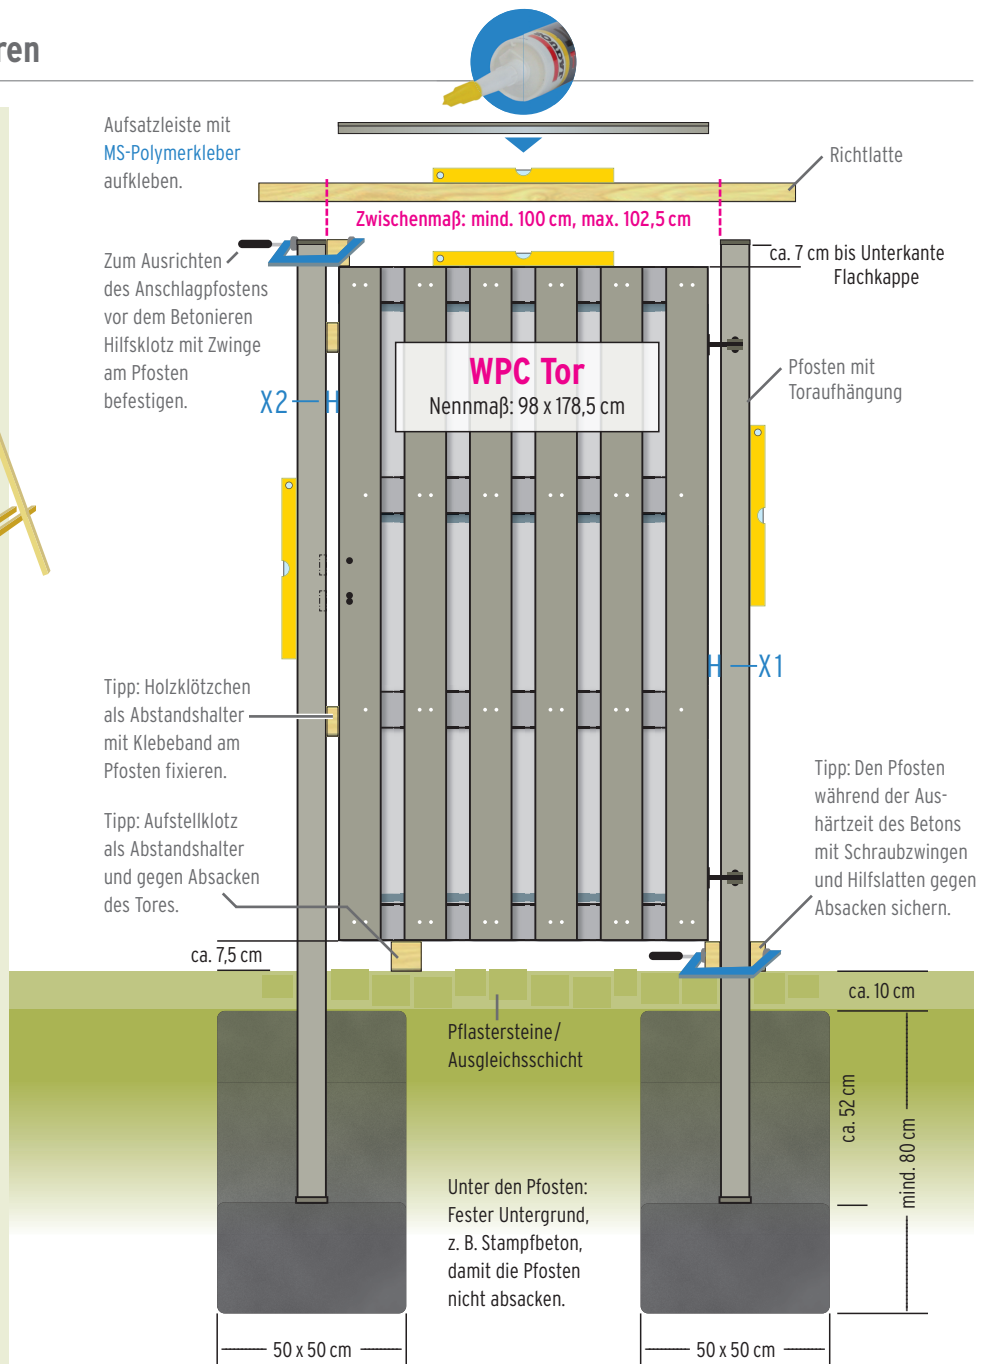 ren
Aufsatzleiste mit
MS-Polymerkleber
aufkleben.
Richtlatte
Zwischenmaß: mind. 100 cm, max. 102,5 cm
Zum Ausrichten
des Anschlagpfostens
vor dem Betonieren
Hilfsklotz mit Zwinge
am Pfosten
befestigen.
ca. 7 cm bis Unterkante
Flachkappe
WPC Tor
Nennmaß: 98 x 178,5 cm
Pfosten mit
Toraufhängung
X2
H
H
X1
Tipp: Holzklötzchen
als Abstandshalter
mit Klebeband am
Pfosten fixieren.
Tipp: Aufstellklotz
als Abstandshalter
und gegen Absacken
des Tores.
Tipp: Den Pfosten
während der Aus-
härtzeit des Betons
mit Schraubzwingen
und Hilfslatten gegen
Absacken sichern.
ca. 7,5 cm
ca. 10 cm
Pflastersteine/
Ausgleichsschicht
ca. 52 cm
mind. 80 cm
Unter den Pfosten:
Fester Untergrund,
z. B. Stampfbeton,
damit die Pfosten
nicht absacken.
50 x 50 cm
50 x 50 cm